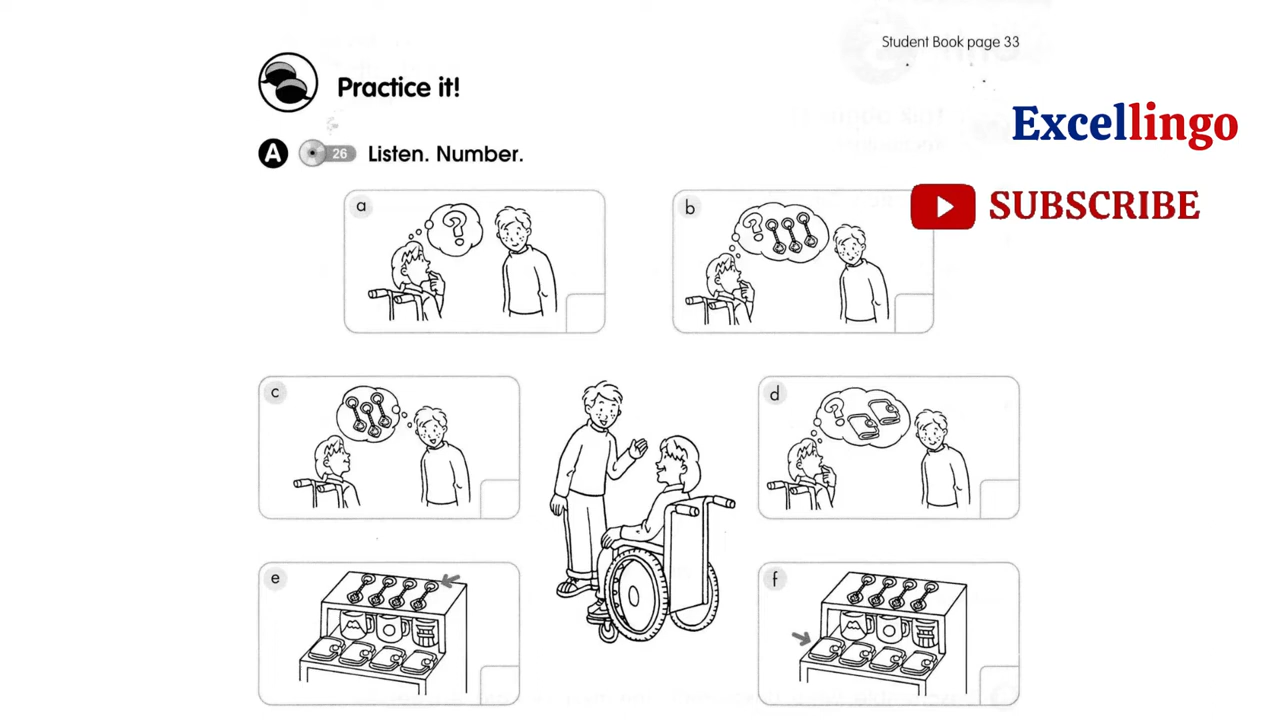 Student Book page 33
Practice it!
A 26 Listen. Number.
Excellingo
SUBSCRIBE
a
?
b
?
c
d
?
e
f